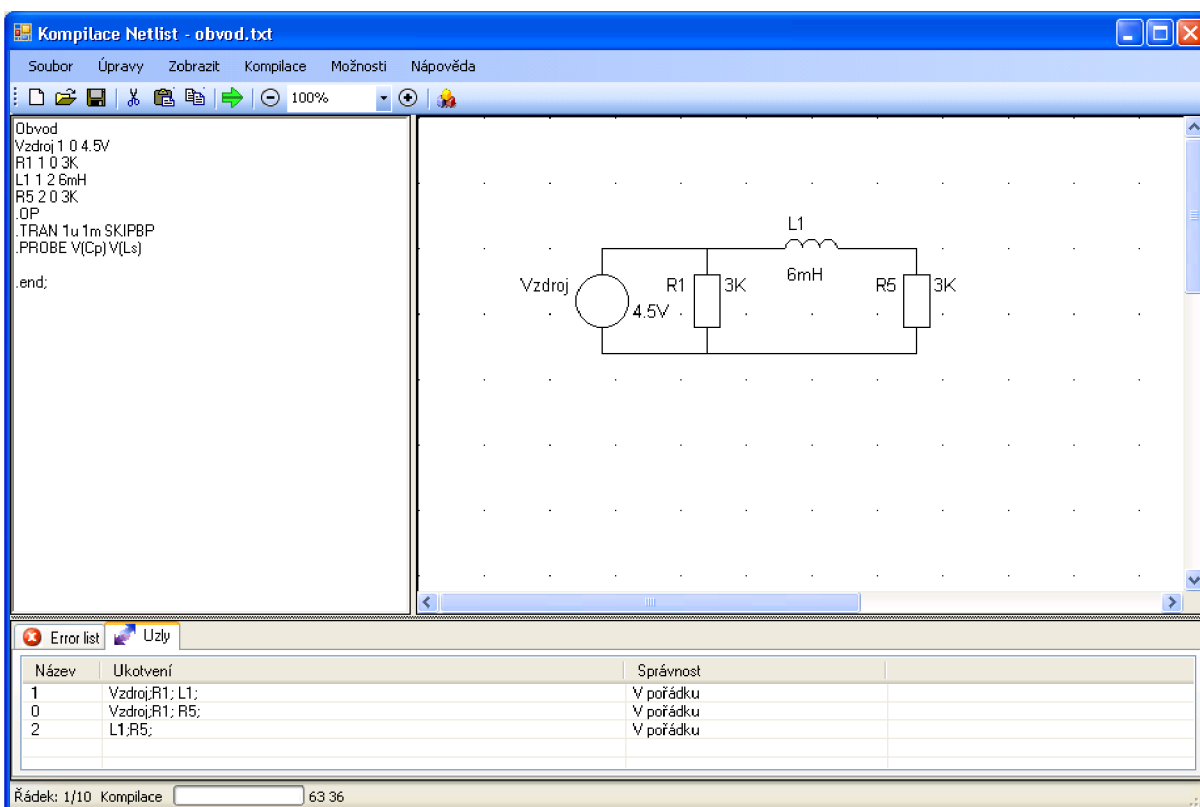 Kompilace Netlist - obvod.txt
Soubor Úpravy Zobrazit Kompilace Možnosti Nápověda
100%
Obvod
Vzdroj 1 0 4.5V
R1 1 0 3K
L1 1 2 6mH
R5 2 0 3K
.OP
.TRAN 1u 1m SKIPBP
.PROBE V(Cp) V(Ls)
.end;
L1
6mH
Vzdroj
4.5V
R1
3K
R5
3K
Error list Uzly
Název Ukotvení Správnost
1 Vzdroj;R1; L1; V pořádku
0 Vzdroj;R1; R5; V pořádku
2 L1;R5; V pořádku
Řádek: 1/10 Kompilace 63 36